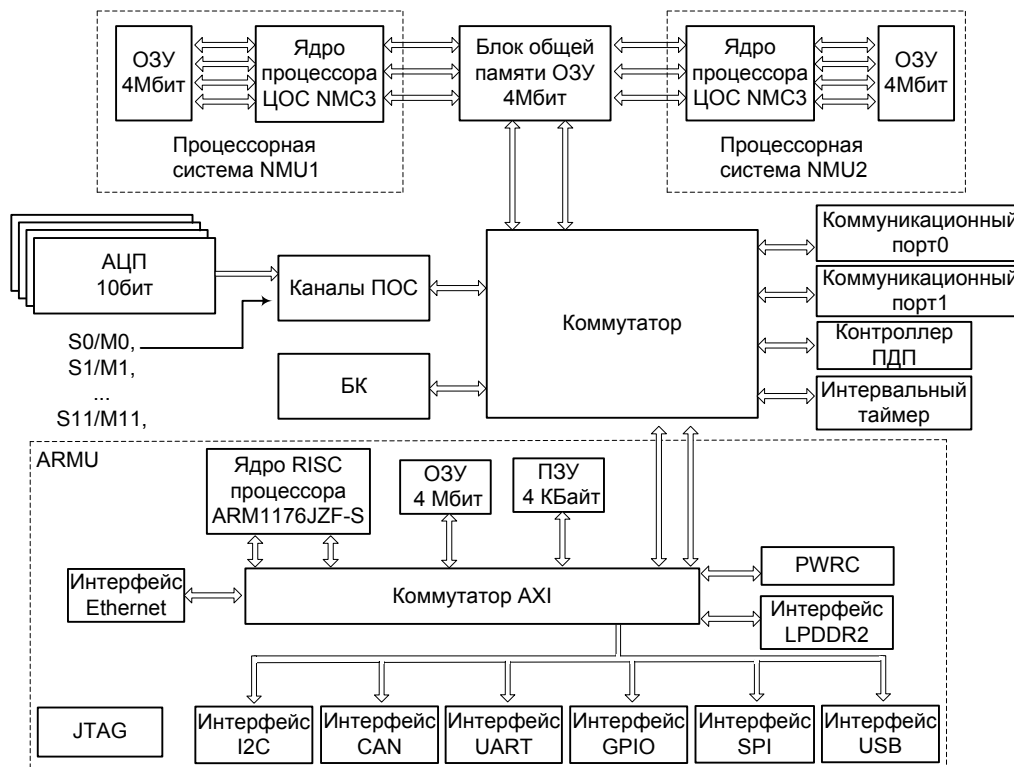 ОЗУ
4Мбит
Ядро
процессора
ЦОС NMC3
Блок общей
памяти ОЗУ
4Мбит
Ядро
процессора
ЦОС NMC3
ОЗУ
4Мбит
Процессорная
система NMU1
Процессорная
система NMU2
АЦП
10бит
Каналы ПОС
S0/M0,
S1/M1,
...
S11/M11,
БК
Коммутатор
Коммуникационный
порт0
Коммуникационный
порт1
Контроллер
ПДП
Интервальный
таймер
ARMU
Ядро RISC
процессора
ARM1176JZF-S
ОЗУ
4 Мбит
ПЗУ
4 КБайт
Интерфейс
Ethernet
Коммутатор AXI
PWRC
Интерфейс
LPDDR2
JTAG
Интерфейс
I2C
Интерфейс
CAN
Интерфейс
UART
Интерфейс
GPIO
Интерфейс
SPI
Интерфейс
USB